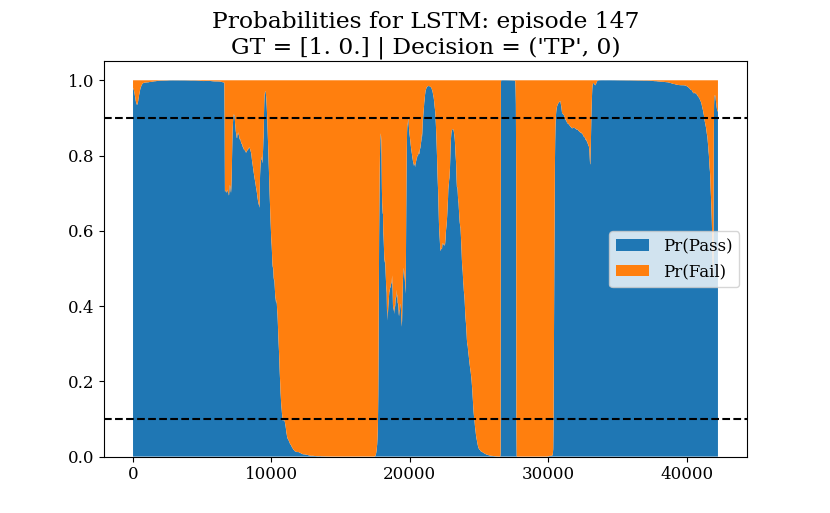 Probabilities for LSTM: episode 147
GT = [1. 0.] | Decision = ('TP', 0)
1.0
0.8
0.6
0.4
0.2
0.0
Pr(Pass)
Pr(Fail)
0
10000
20000
30000
40000